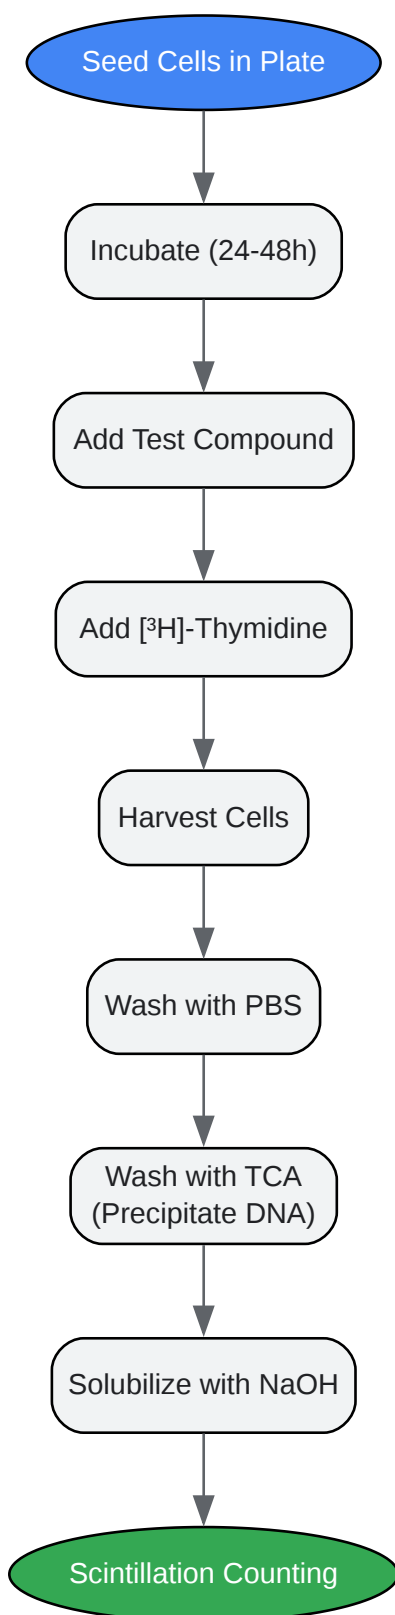 Seed Cells in Plate
Incubate (24-48h)
Add Test Compound
Add [³H]-Thymidine
Harvest Cells
Wash with PBS
Wash with TCA
(Precipitate DNA)
Solubilize with NaOH
Scintillation Counting